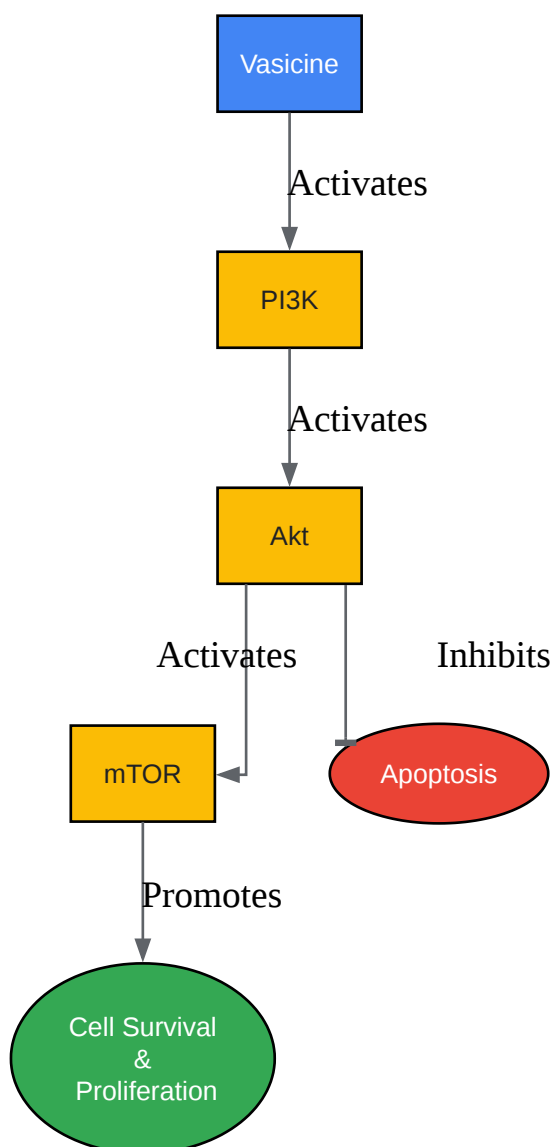 Vasicine
Activates
PI3K
Activates
Akt
Activates
Inhibits
mTOR
Apoptosis
Promotes
Cell Survival
&
Proliferation